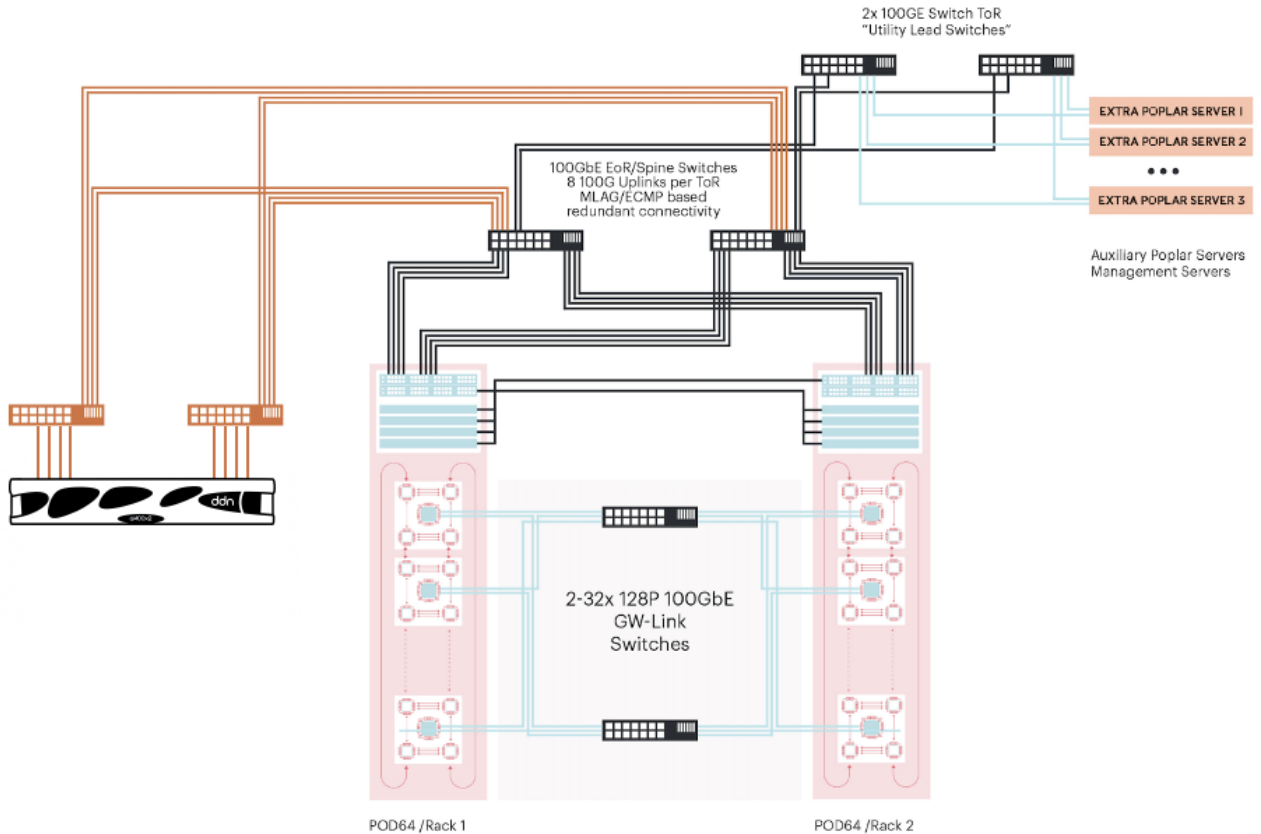 2x 100GE Switch ToR
“Utility Lead Switches”
EXTRA POPLAR SERVER 1
EXTRA POPLAR SERVER 2
EXTRA POPLAR SERVER 3
100GbE EoR/Spine Switches
8 100G Uplinks per ToR
MLAG/ECMP based
redundant connectivity
Auxiliary Poplar Servers
Management Servers
ddn
2-32x 128P 100GbE
GW-Link
Switches
POD64 /Rack 1
POD64 /Rack 2